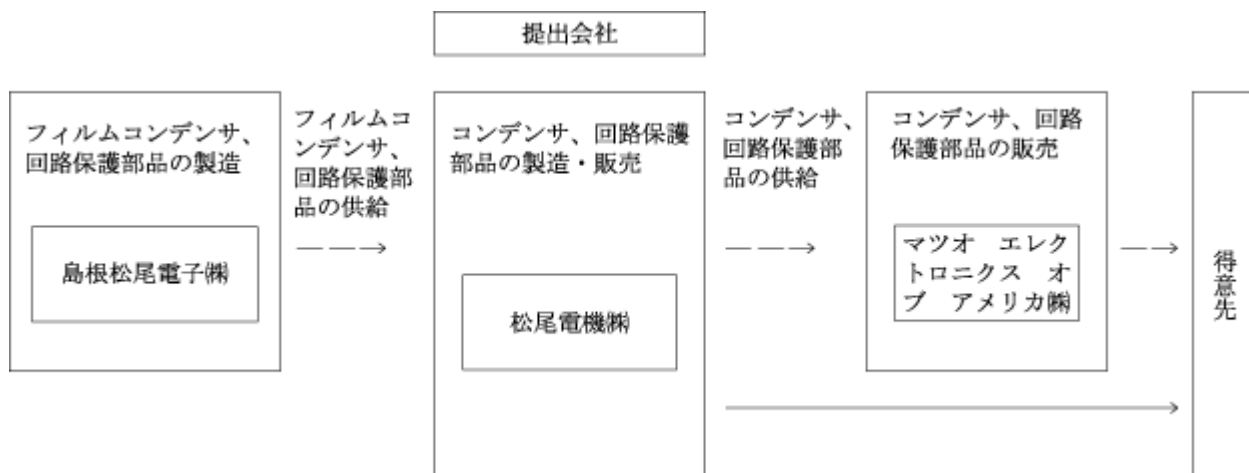 提出会社
フィルムコンデンサ、
回路保護部品の製造
島根松尾電子㈱
フィルムコ
ンデンサ、
回路保護部
品の供給
コンデンサ、回路保護
部品の製造・販売
松尾電機㈱
コンデンサ、
回路保護部
品の供給
コンデンサ、回路
保護部品の販売
マツオ　エレク
トロニクス　オ
ブ　アメリカ㈱
得意先